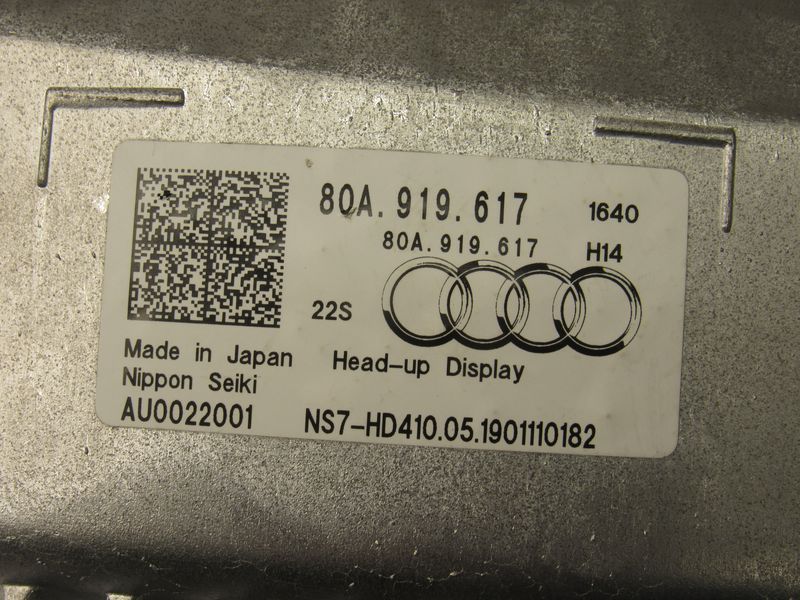 80A.919.617 1640
80A.919.617 H14
22S
Made in Japan Head-up Display
Nippon Seiki
AU0022001 NS7-HD410.05.1901110182